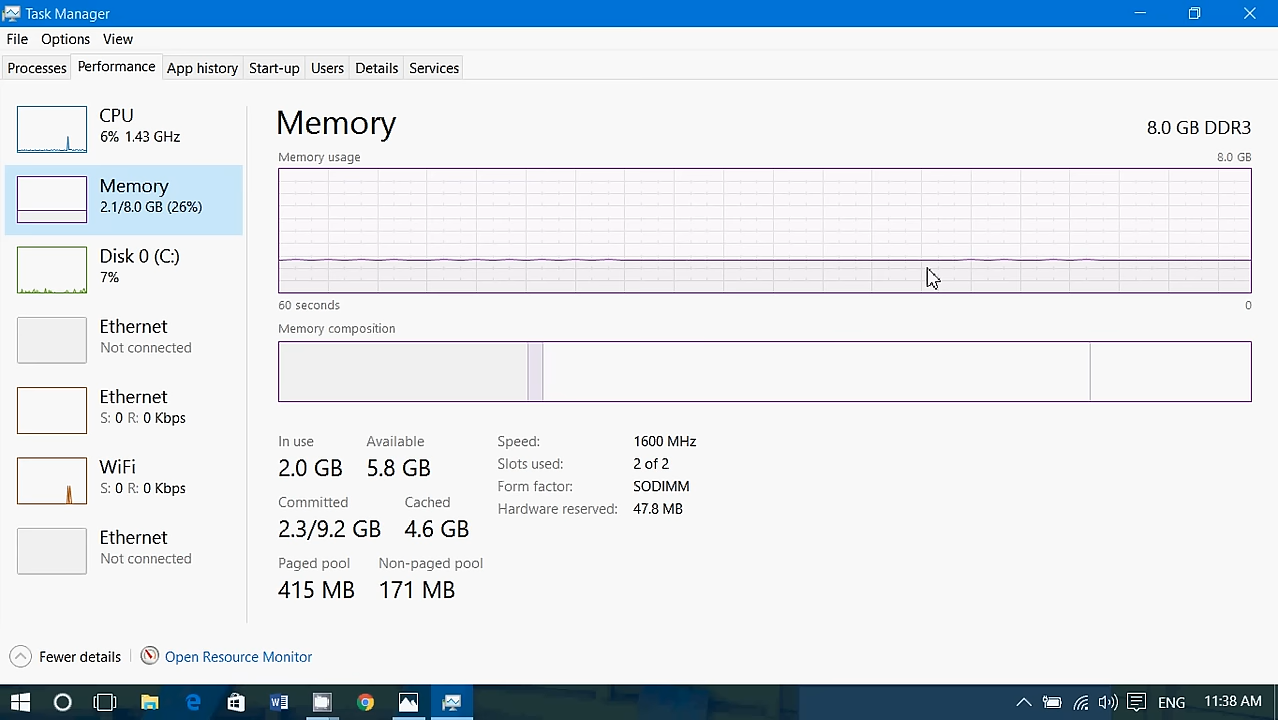 Task Manager
File Options View
Processes Performance App history Start-up Users Details Services
CPU
6% 1.43 GHz
Memory
2.1/8.0 GB (26%)
Disk 0 (C:)
7%
Ethernet
Not connected
Ethernet
S: 0 R: 0 Kbps
WiFi
S: 0 R: 0 Kbps
Ethernet
Not connected
Memory 8.0 GB DDR3
Memory usage 8.0 GB
60 seconds 0
Memory composition
In use Available
2.0 GB 5.8 GB
Committed Cached
2.3/9.2 GB 4.6 GB
Paged pool Non-paged pool
415 MB 171 MB
Speed: 1600 MHz
Slots used: 2 of 2
Form factor: SODIMM
Hardware reserved: 47.8 MB
Fewer details Open Resource Monitor
ENG 11:38 AM